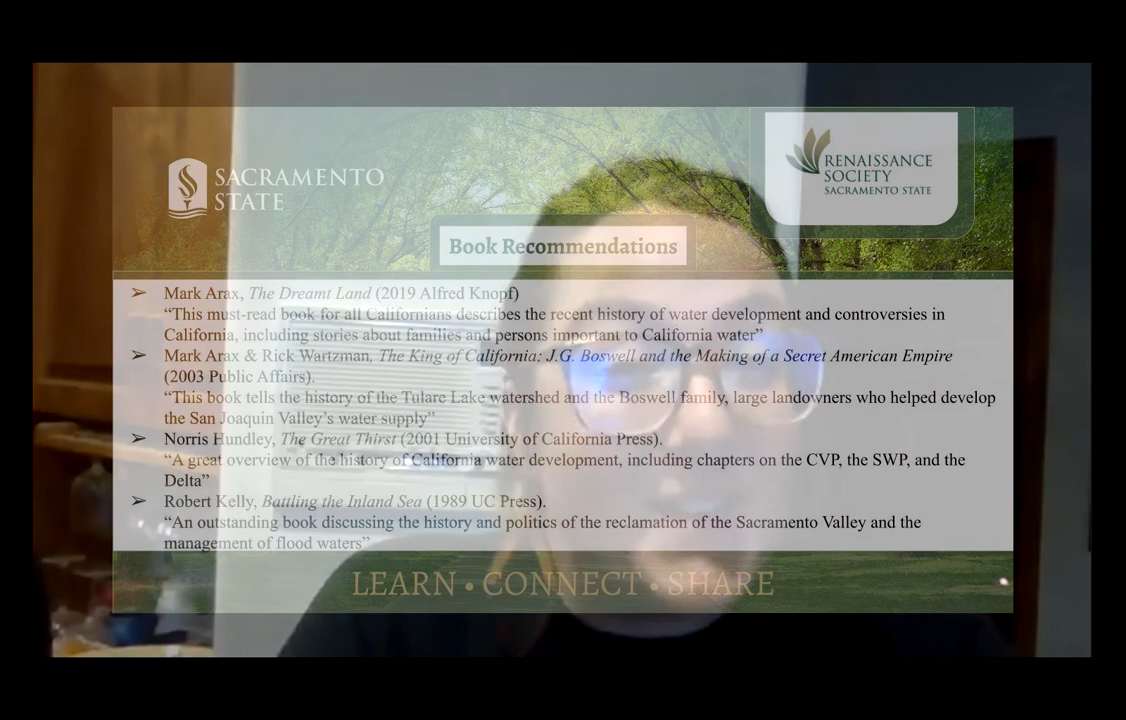 SACRAMENTO
STATE
RENAISSANCE
SOCIETY
SACRAMENTO STATE
Book Recommendations
➢ Mark Arax, The Dreamt Land (2019 Alfred Knopf)
“This must-read book for all Californians describes the recent history of water development and controversies in
California, including stories about families and persons important to California water”
➢ Mark Arax & Rick Wartzman, The King of California: J.G. Boswell and the Making of a Secret American Empire
(2003 Public Affairs).
“This book tells the history of the Tulare Lake watershed and the Boswell family, large landowners who helped develop
the San Joaquin Valley’s water supply”
➢ Norris Hundley, The Great Thirst (2001 University of California Press).
“A great overview of the history of California water development, including chapters on the CVP, the SWP, and the
Delta”
➢ Robert Kelly, Battling the Inland Sea (1989 UC Press).
“An outstanding book discussing the history and politics of the reclamation of the Sacramento Valley and the
management of flood waters”
LEARN • CONNECT • SHARE